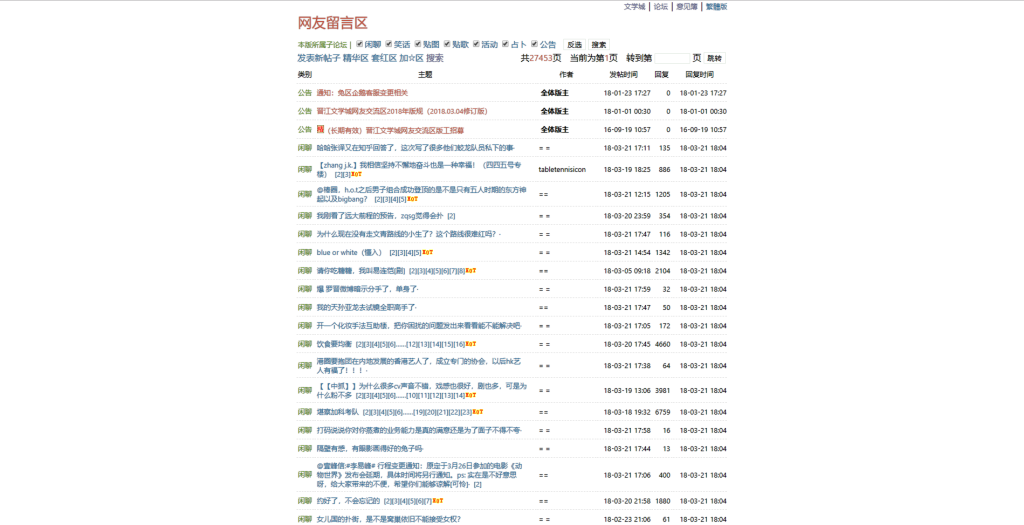 文学城 | 论坛 | 意见簿 | 繁體版
网友留言区
本版所属子论坛 | 闲聊 笑话 贴图 贴歌 活动 占卜 公告 反选 搜索
发表新帖子 精华区 套红区 加☆区 搜索 共27453页 当前为第1页 转到第 页 跳转
类别 主题 作者 发帖时间 回复 回复时间
公告 通知:兔区企鹅客服变更相关 全体版主 18-01-23 17:27 0 18-01-23 17:27
公告 晋江文学城网友交流区2018年版规(2018.03.04修订版) 全体版主 18-01-01 00:30 0 18-01-01 00:30
公告 (长期有效)晋江文学城网友交流区版工招募 全体版主 16-09-19 10:57 0 16-09-19 10:57
闲聊 哈哈张译又在知乎回答了,这次写了很多他们蛟龙队员私下的事· = = 18-03-21 17:11 135 18-03-21 18:04
闲聊 【zhang j.k.】我相信坚持不懈地奋斗也是一种幸福!(四四五号专楼) [2][3]HOT tabletennisicon 18-03-19 18:25 886 18-03-21 18:04
闲聊 @棒器,h.o.t之后男子组合成功登顶的是不是只有五人时期的东方神起以及bigbang? [2][3][4][5]HOT == 18-03-21 12:15 1205 18-03-21 18:04
闲聊 我刚看了远大前程的预告,zqsg觉得会扑 [2] = = 18-03-20 23:59 354 18-03-21 18:04
闲聊 为什么现在没有走文青路线的小生了?这个路线很难红吗?· = = 18-03-21 17:47 116 18-03-21 18:04
闲聊 blue or white(慎入) [2][3][4][5]HOT = = 18-03-21 14:54 1342 18-03-21 18:04
闲聊 请你吃糖糖,我叫易连恺[剧] [2][3][4][5][6][7][8]HOT == 18-03-05 09:18 2104 18-03-21 18:04
闲聊 罗晋微博暗示分手了,单身了· = = 18-03-21 17:59 32 18-03-21 18:04
闲聊 我的天孙亚龙去试镜全职高手了· == 18-03-21 17:47 50 18-03-21 18:04
闲聊 开一个化妆手法互助楼,把你困扰的问题发出来看看能不能解决吧· = = 18-03-21 17:05 172 18-03-21 18:04
闲聊 饮食要均衡 [2][3][4][5][6]......[12][13][14][15][16]HOT = = 18-03-20 17:45 4660 18-03-21 18:04
闲聊 港圈要抱团在内地发展的香港艺人了,成立专门的协会,以后hk艺人有福了!!!· = = 18-03-21 17:38 64 18-03-21 18:04
闲聊 【【中抓】】为什么很多cv声音不错,戏感也很好,剧也多,可是为什么粉不多 [2][3][4][5][6]......[10][11][12][13][14]HOT = = 18-03-19 13:06 3981 18-03-21 18:04
闲聊 堪察加科考队 [2][3][4][5][6]......[19][20][21][22][23]HOT == 18-03-18 19:32 6759 18-03-21 18:04
闲聊 打码说说你对你蒸煮的业务能力是真的满意还是为了面子不得不夸· = = 18-03-21 17:58 16 18-03-21 18:04
闲聊 隔壁有想,有眼影画得好的兔子吗· = = 18-03-21 17:44 13 18-03-21 18:04
闲聊 :#李易峰# 行程变更通知:原定于3月26日参加的电影《动物世界》发布会延期,具体时间将另行通知。ps: 实在是不好意思呀,给大家带来的不便,希望你们能够谅解[可怜]· [2] == 18-03-21 17:06 400 18-03-21 18:04
闲聊 约好了,不会忘记的 [2][3][4][5][6][7]HOT == 18-03-20 21:58 1880 18-03-21 18:04
闲聊 女儿国的扑街,是不是窝里依旧不能接受女权? = = 18-02-23 21:06 61 18-03-21 18:04